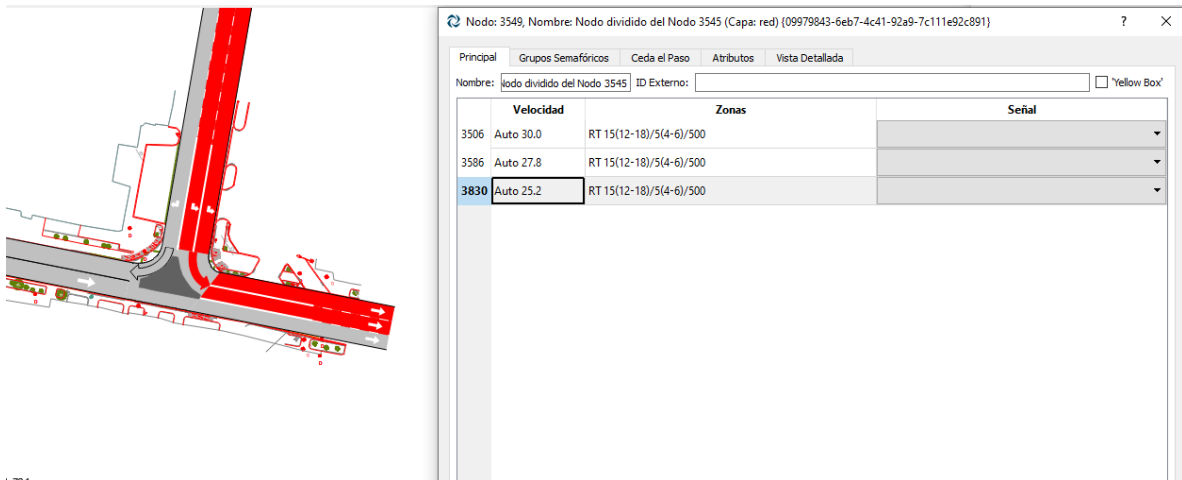 Nodo: 3549, Nombre: Nodo dividido del Nodo 3545 (Capa: red) {09979843-6eb7-4c41-92a9-7c111e92c891}
? ×
Principal Grupos Semafóricos Ceda el Paso Atributos Vista Detallada
Nombre: Nodo dividido del Nodo 3545 ID Externo: 'Yellow Box'
Velocidad Zonas Señal
3506 Auto 30.0 RT 15(12-18)/5(4-6)/500
3586 Auto 27.8 RT 15(12-18)/5(4-6)/500
3830 Auto 25.2 RT 15(12-18)/5(4-6)/500